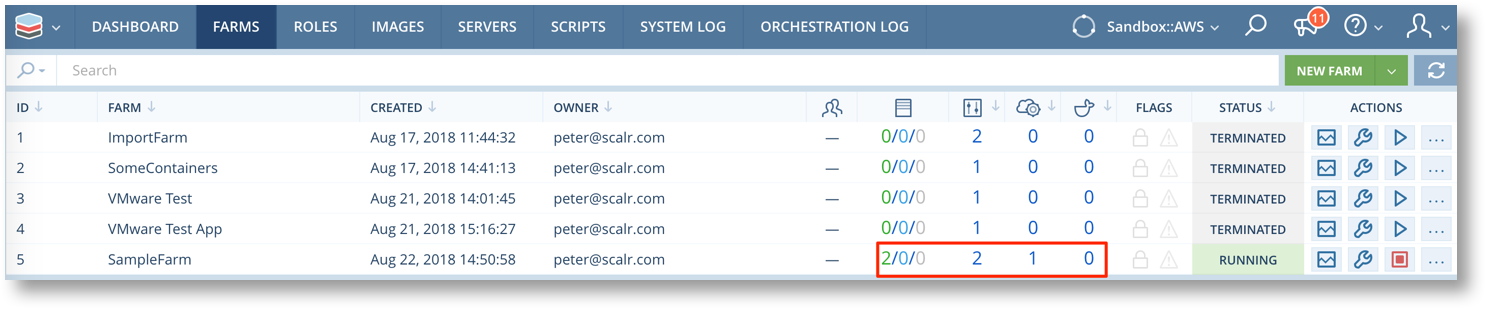 DASHBOARD FARMS ROLES IMAGES SERVERS SCRIPTS SYSTEM LOG ORCHESTRATION LOG Sandbox::AWS 11
Search NEW FARM
ID FARM CREATED OWNER FLAGS STATUS ACTIONS
1 ImportFarm Aug 17, 2018 11:44:32 peter@scalr.com — 0/0/0 2 0 0 TERMINATED ...
2 SomeContainers Aug 17, 2018 14:41:13 peter@scalr.com — 0/0/0 1 0 0 TERMINATED ...
3 VMware Test Aug 21, 2018 14:01:45 peter@scalr.com — 0/0/0 1 0 0 TERMINATED ...
4 VMware Test App Aug 21, 2018 15:16:27 peter@scalr.com — 0/0/0 1 0 0 TERMINATED ...
5 SampleFarm Aug 22, 2018 14:50:58 peter@scalr.com — 2/0/0 2 1 0 RUNNING ...